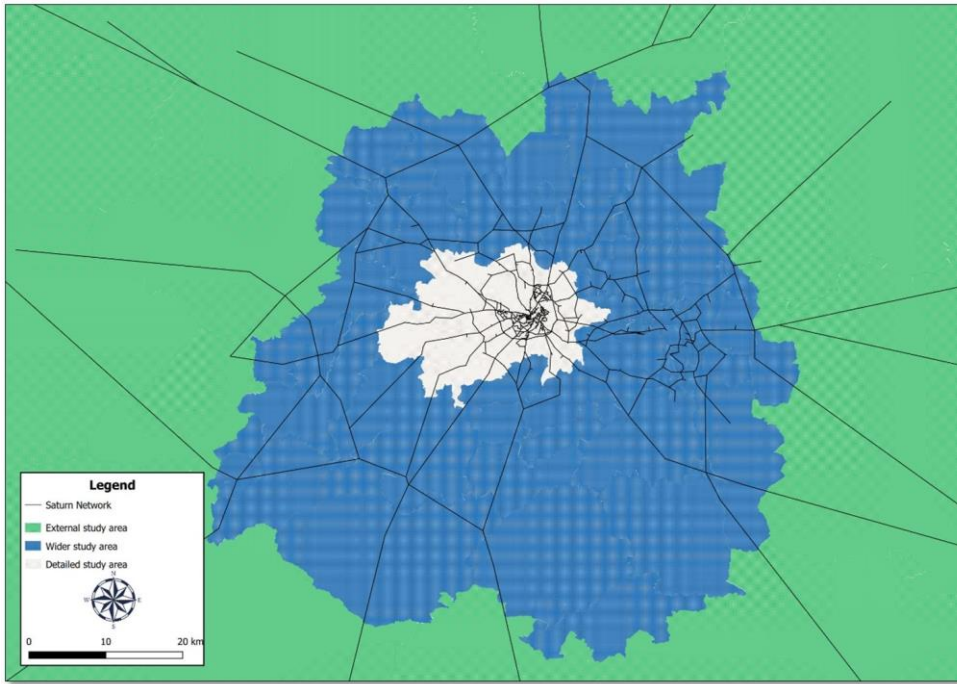 Legend
Saturn Network
External study area
Wider study area
Detailed study area
N
W E
S
0 10 20 km